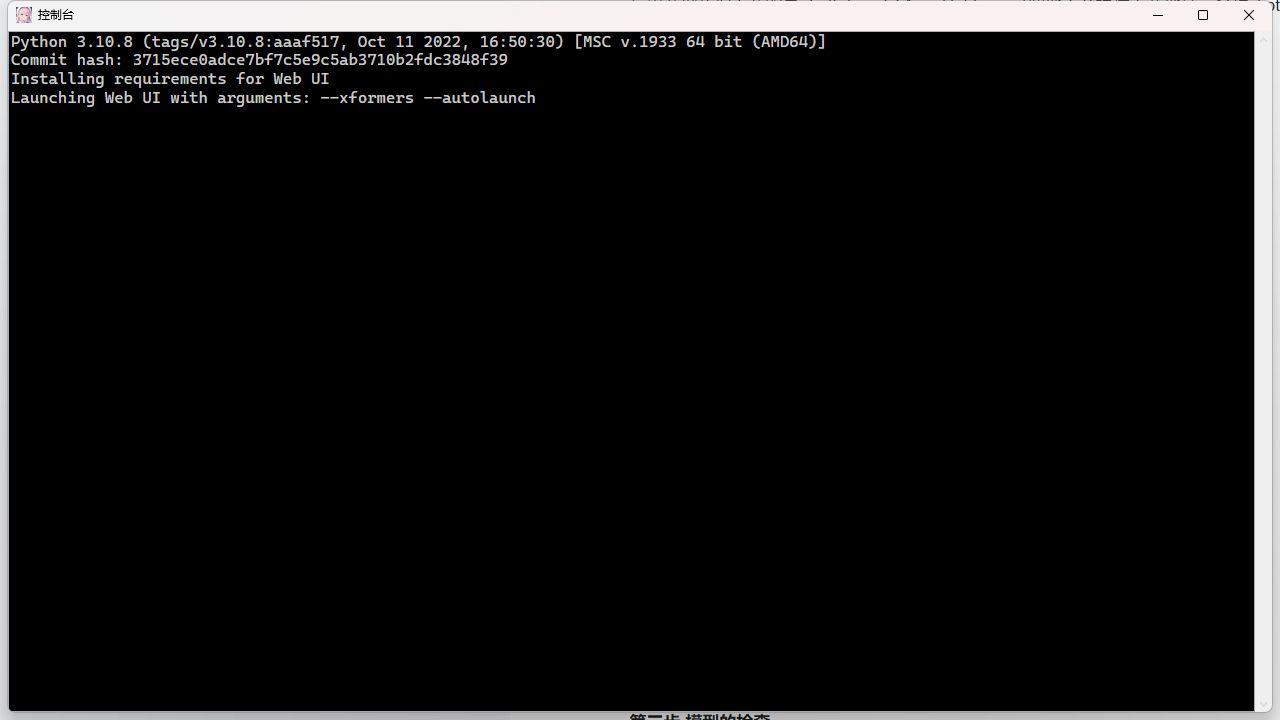 控制台
Python 3.10.8 (tags/v3.10.8:aaaf517, Oct 11 2022, 16:50:30) [MSC v.1933 64 bit (AMD64)]
Commit hash: 3715ece0adce7bf7c5e9c5ab3710b2fdc3848f39
Installing requirements for Web UI
Launching Web UI with arguments: --xformers --autolaunch